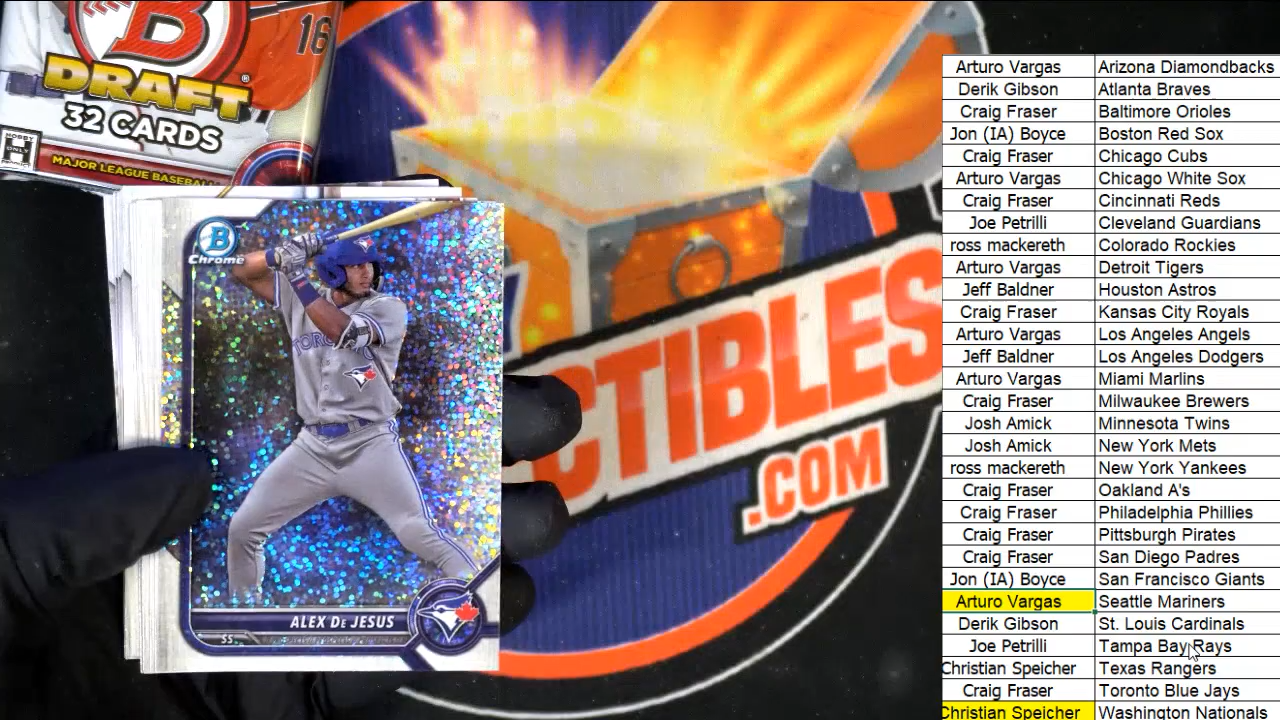 16
B
DRAFT
32 CARDS
HOBBY
ONLY
MAJOR LEAGUE BASEBALL
B
Chrome
TORO
ALEX DE JESUS
SS
CTIBLES
.COM
Arturo Vargas Arizona Diamondbacks
Derik Gibson Atlanta Braves
Craig Fraser Baltimore Orioles
Jon (IA) Boyce Boston Red Sox
Craig Fraser Chicago Cubs
Arturo Vargas Chicago White Sox
Craig Fraser Cincinnati Reds
Joe Petrilli Cleveland Guardians
ross mackereth Colorado Rockies
Arturo Vargas Detroit Tigers
Jeff Baldner Houston Astros
Craig Fraser Kansas City Royals
Arturo Vargas Los Angeles Angels
Jeff Baldner Los Angeles Dodgers
Arturo Vargas Miami Marlins
Craig Fraser Milwaukee Brewers
Josh Amick Minnesota Twins
Josh Amick New York Mets
ross mackereth New York Yankees
Craig Fraser Oakland A's
Craig Fraser Philadelphia Phillies
Craig Fraser Pittsburgh Pirates
Craig Fraser San Diego Padres
Jon (IA) Boyce San Francisco Giants
Arturo Vargas Seattle Mariners
Derik Gibson St. Louis Cardinals
Joe Petrilli Tampa Bay Rays
Christian Speicher Texas Rangers
Craig Fraser Toronto Blue Jays
Christian Speicher Washington Nationals